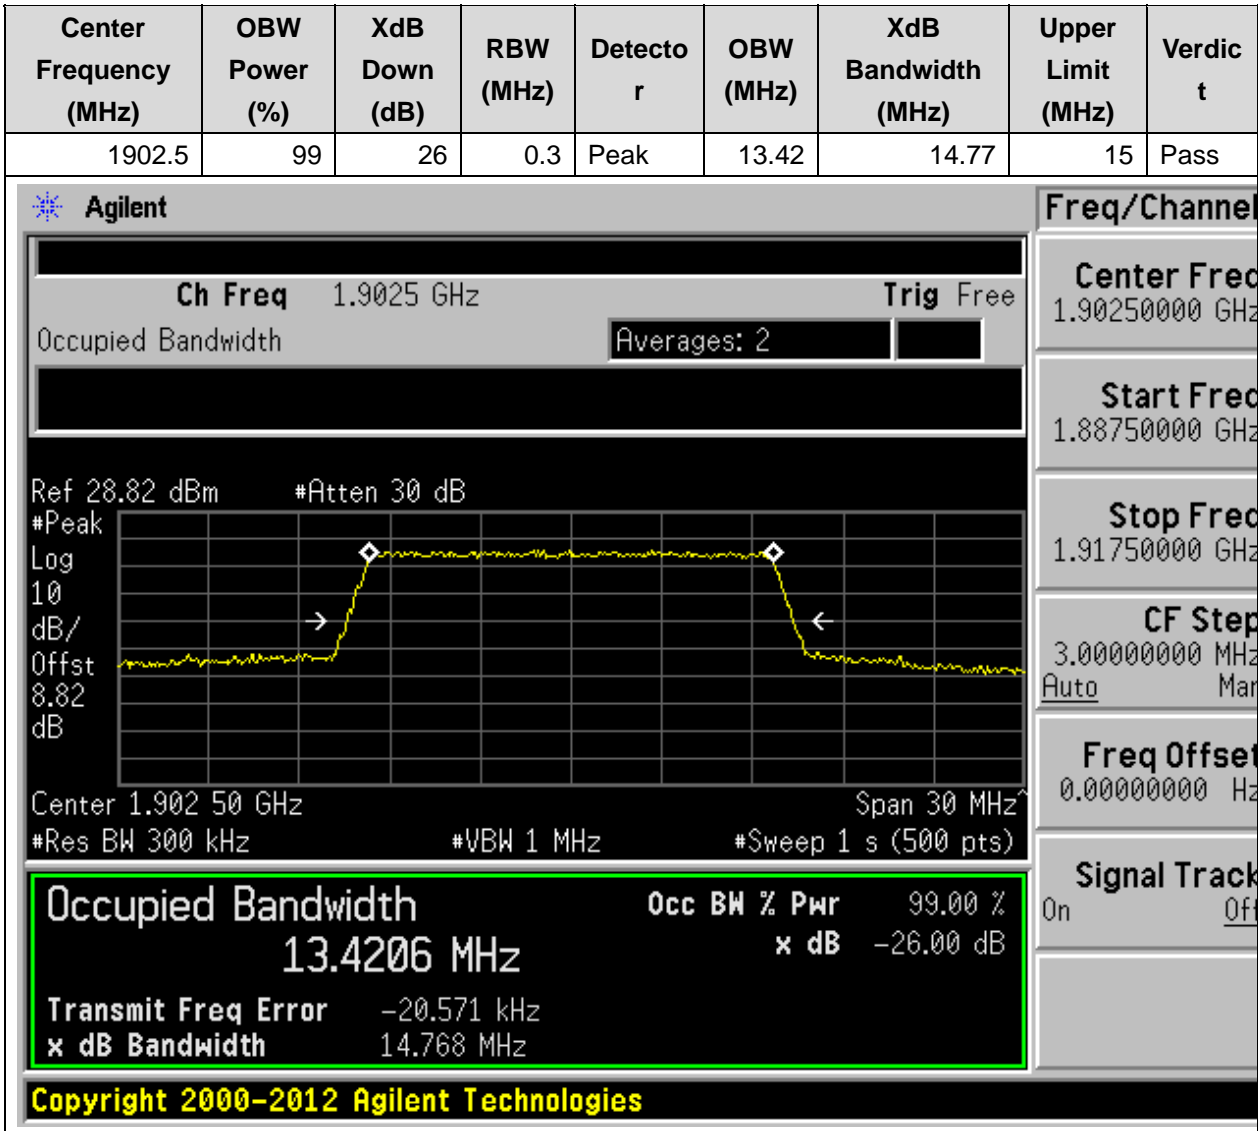 Center Frequency (MHz) OBW Power (%) XdB Down (dB) RBW (MHz) Detector OBW (MHz) XdB Bandwidth (MHz) Upper Limit (MHz) Verdict
1902.5 99 26 0.3 Peak 13.42 14.77 15 Pass
Agilent
Freq/Channel
Ch Freq 1.9025 GHz Trig Free
Occupied Bandwidth Averages: 2
Center Freq
1.90250000 GHz
Start Freq
1.88750000 GHz
Stop Freq
1.91750000 GHz
CF Step
3.00000000 MHz
Auto Man
Freq Offset
0.00000000 Hz
Signal Track
On Off
Ref 28.82 dBm #Atten 30 dB
#Peak
Log
10
dB/
Offst
8.82
dB
Center 1.902 50 GHz Span 30 MHz^
#Res BW 300 kHz #VBW 1 MHz #Sweep 1 s (500 pts)
Occupied Bandwidth Occ BW % Pwr 99.00 %
13.4206 MHz x dB -26.00 dB
Transmit Freq Error -20.571 kHz
x dB Bandwidth 14.768 MHz
Copyright 2000-2012 Agilent Technologies